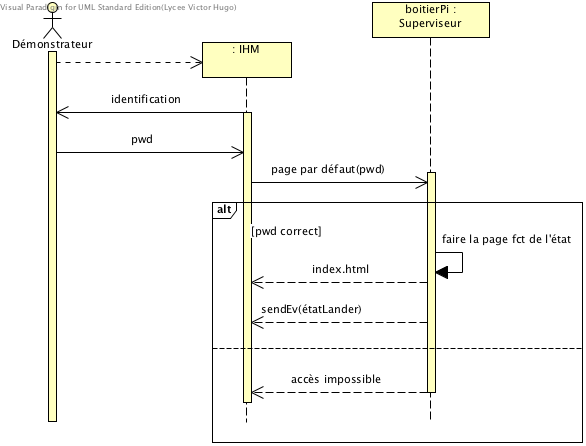 Visual Paradigm for UML Standard Edition(Lycee Victor Hugo)
boitierPi :
Superviseur
Démonstrateur
: IHM
identification
pwd
page par défaut(pwd)
alt
[pwd correct]
faire la page fct de l'état
index.html
sendEv(étatLander)
accès impossible